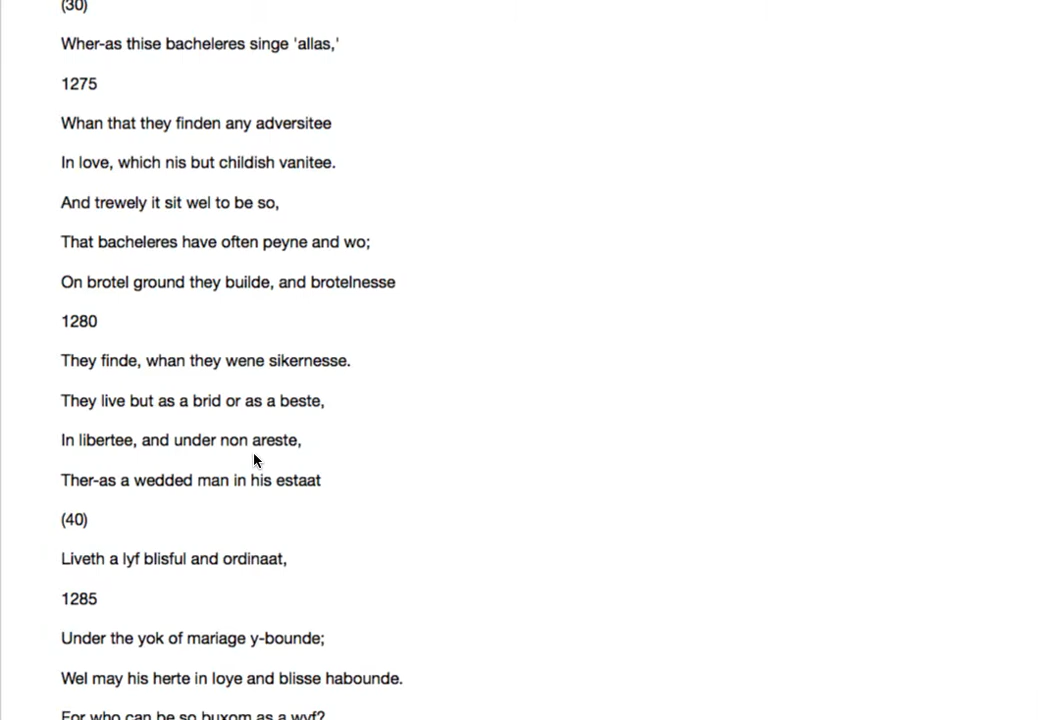 (30)
Wher-as thise bacheleres singe 'allas,'
1275
Whan that they finden any adversitee
In love, which nis but childish vanitee.
And trewely it sit wel to be so,
That bacheleres have often peyne and wo;
On brotel ground they builde, and brotelnesse
1280
They finde, whan they wene sikernesse.
They live but as a brid or as a beste,
In libertee, and under non areste,
Ther-as a wedded man in his estaat
(40)
Liveth a lyf blisful and ordinaat,
1285
Under the yok of mariage y-bounde;
Wel may his herte in Ioye and blisse habounde.
For who can be so buxom as a wyf?